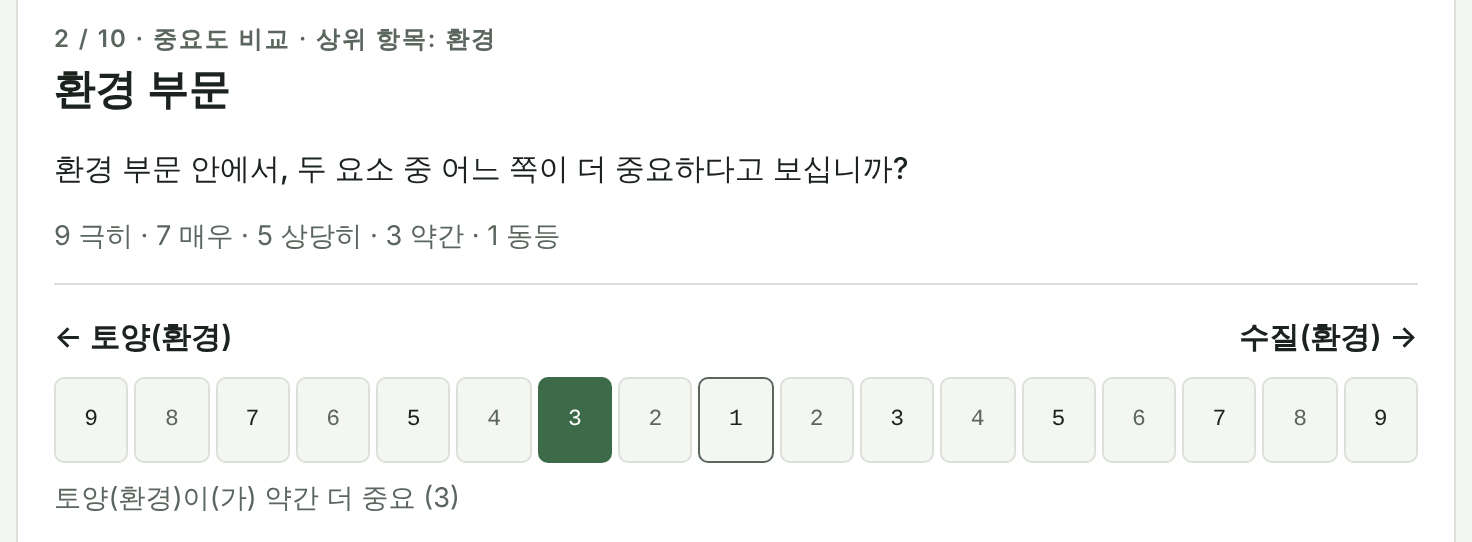 2 / 10 · 중요도 비교 · 상위 항목: 환경
환경 부문
환경 부문 안에서, 두 요소 중 어느 쪽이 더 중요하다고 보십니까?
9 극히 · 7 매우 · 5 상당히 · 3 약간 · 1 동등
← 토양(환경) 수질(환경) →
9 8 7 6 5 4 3 2 1 2 3 4 5 6 7 8 9
토양(환경)이(가) 약간 더 중요 (3)